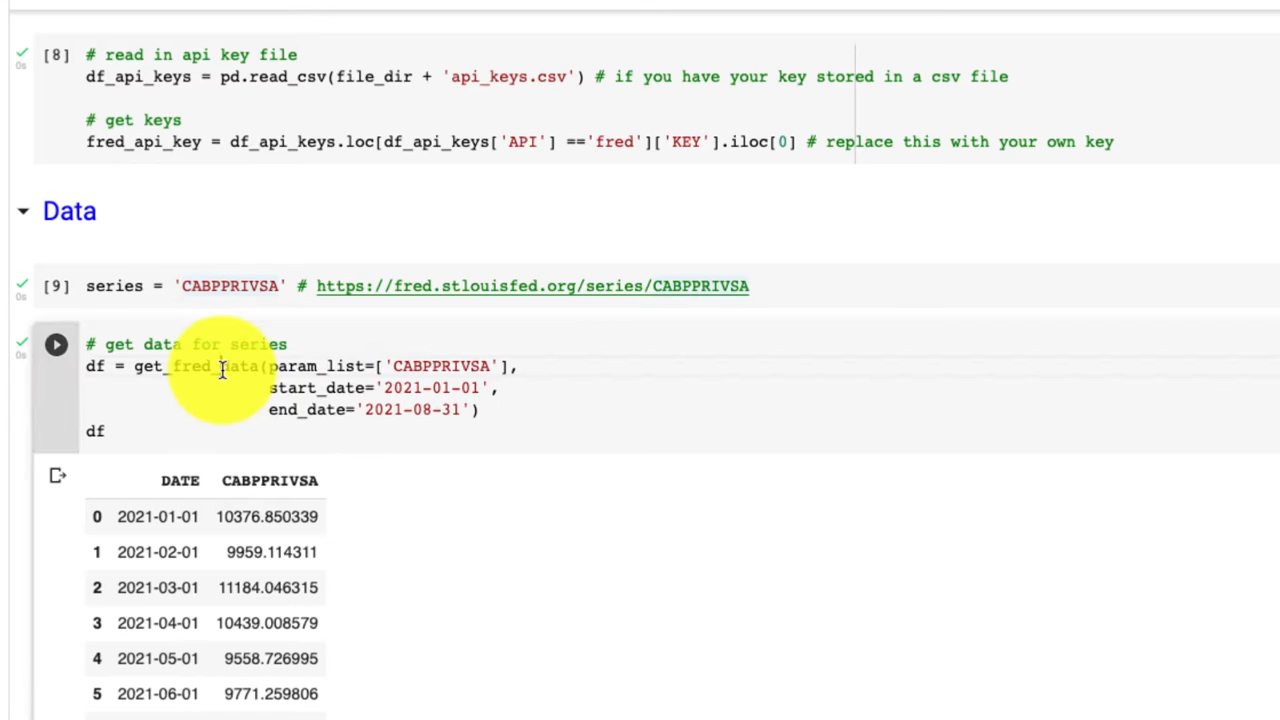 [8] # read in api key file
0s
df_api_keys = pd.read_csv(file_dir + 'api_keys.csv') # if you have your key stored in a csv file
# get keys
fred_api_key = df_api_keys.loc[df_api_keys['API'] =='fred']['KEY'].iloc[0] # replace this with your own key
Data
[9] series = 'CABPPRIVSA' # https://fred.stlouisfed.org/series/CABPPRIVSA
0s
# get data for series
0s
df = get_fred_data(param_list=['CABPPRIVSA'],
start_date='2021-01-01',
end_date='2021-08-31')
df
DATE CABPPRIVSA
0 2021-01-01 10376.850339
1 2021-02-01 9959.114311
2 2021-03-01 11184.046315
3 2021-04-01 10439.008579
4 2021-05-01 9558.726995
5 2021-06-01 9771.259806